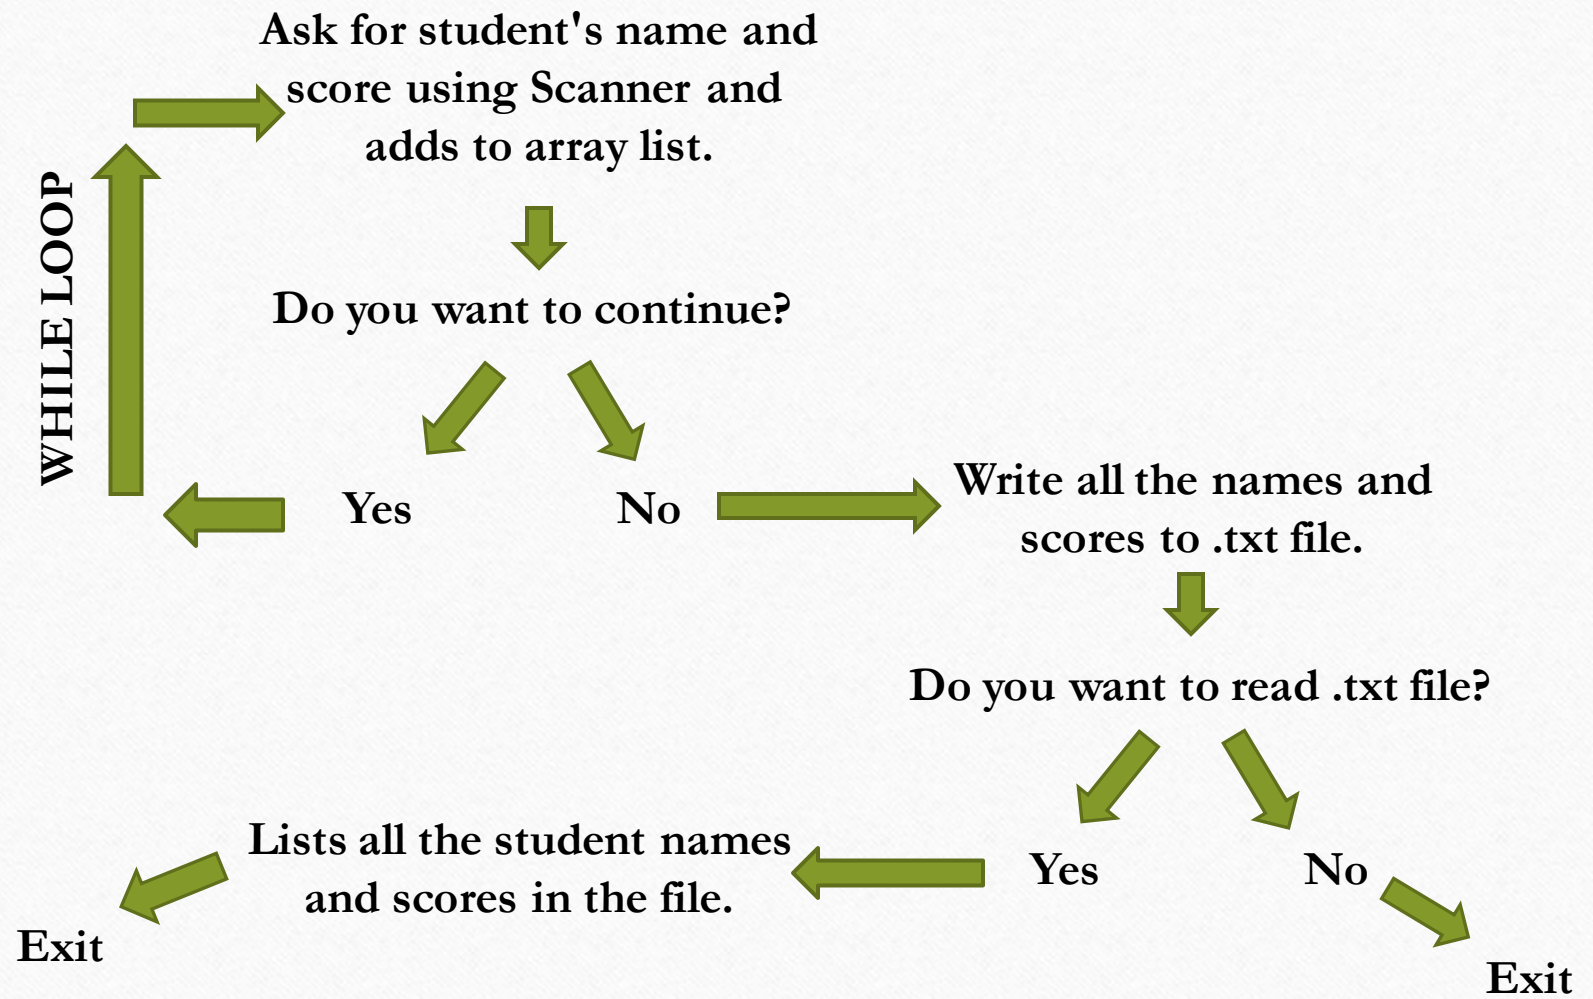 Ask for student's name and
score using Scanner and
adds to array list.
WHILE LOOP
Do you want to continue?
Yes
No
Write all the names and
scores to .txt file.
Do you want to read .txt file?
Yes
No
Lists all the student names
and scores in the file.
Exit
Exit